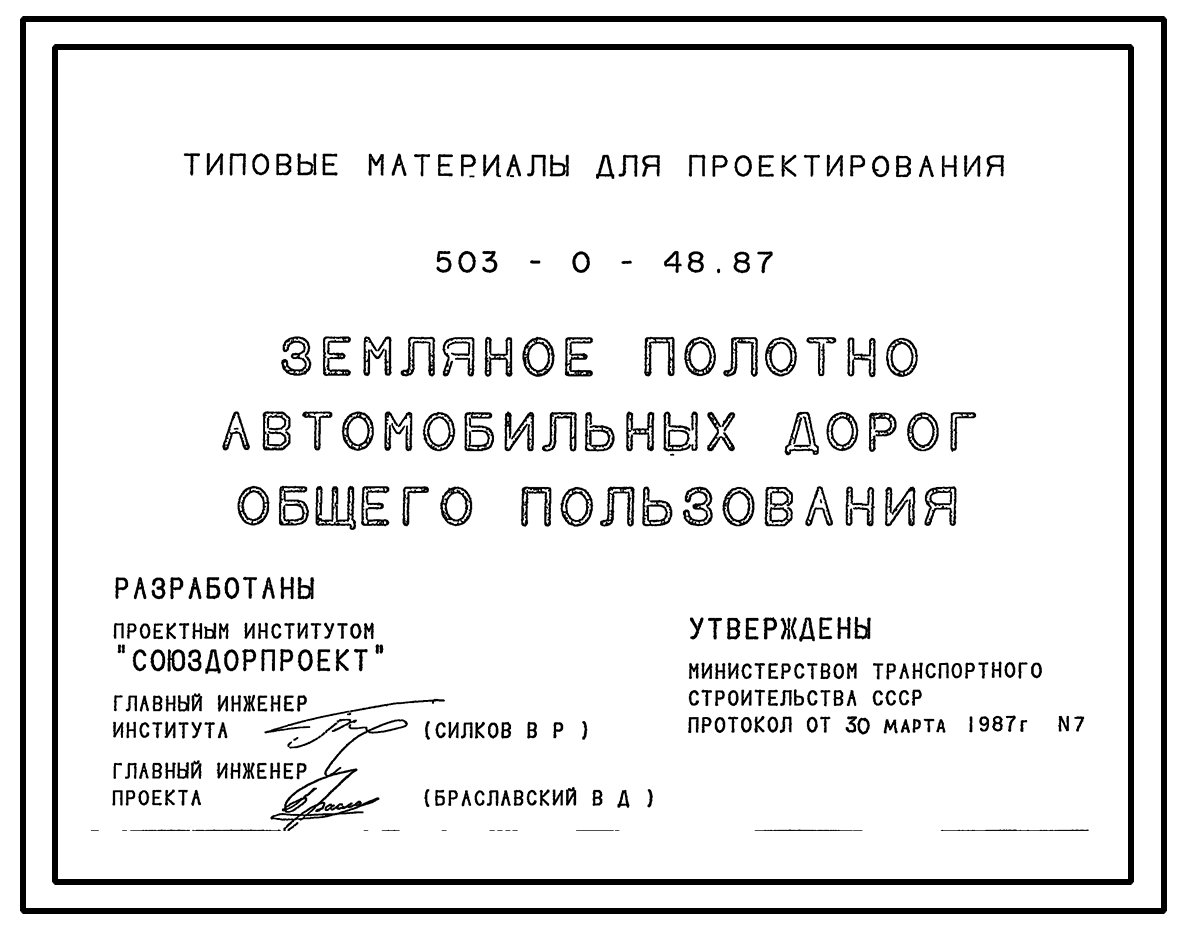 ТИПОВЫЕ МАТЕРИАЛЫ ДЛЯ ПРОЕКТИРОВАНИЯ
503 - 0 - 48.87
ЗЕМЛЯНОЕ ПОЛОТНО
АВТОМОБИЛЬНЫХ ДОРОГ
ОБЩЕГО ПОЛЬЗОВАНИЯ
РАЗРАБОТАНЫ
ПРОЕКТНЫМ ИНСТИТУТОМ
"СОЮЗДОРПРОЕКТ"
ГЛАВНЫЙ ИНЖЕНЕР
ИНСТИТУТА (СИЛКОВ В Р )
ГЛАВНЫЙ ИНЖЕНЕР
ПРОЕКТА (БРАСЛАВСКИЙ В Д )
УТВЕРЖДЕНЫ
МИНИСТЕРСТВОМ ТРАНСПОРТНОГО
СТРОИТЕЛЬСТВА СССР
ПРОТОКОЛ ОТ 30 МАРТА 1987г N7